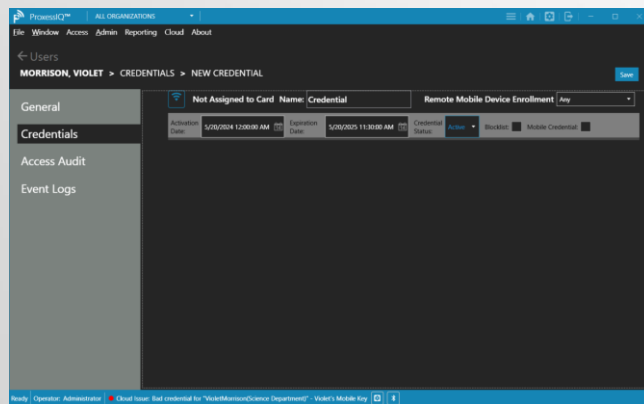 ProxessIQ™ ALL ORGANIZATIONS
File Window Access Admin Reporting Cloud About
Users
MORRISON, VIOLET > CREDENTIALS > NEW CREDENTIAL
Save
General
Credentials
Access Audit
Event Logs
Not Assigned to Card Name: Credential Remote Mobile Device Enrollment Any
Activation Date: 5/20/2024 12:00:00 AM Expiration Date: 5/20/2025 11:30:00 AM Credential Status: Active Blocklist: Mobile Credential:
Ready Operator: Administrator Cloud Issue: Bad credential for "VioletMorrison(Science Department)" - Violet's Mobile Key